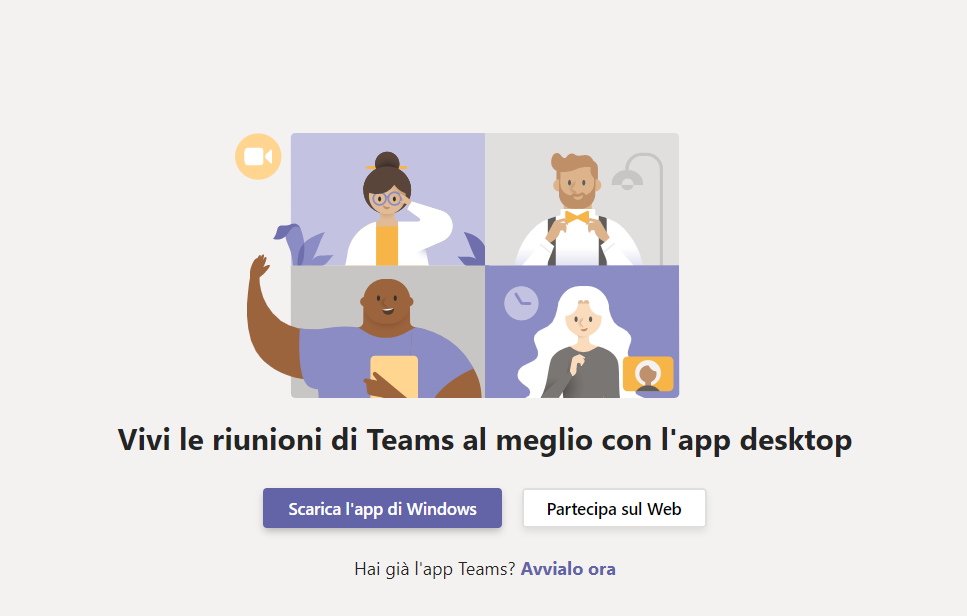 Vivi le riunioni di Teams al meglio con l'app desktop
Scarica l'app di Windows
Partecipa sul Web
Hai già l'app Teams? Avvialo ora